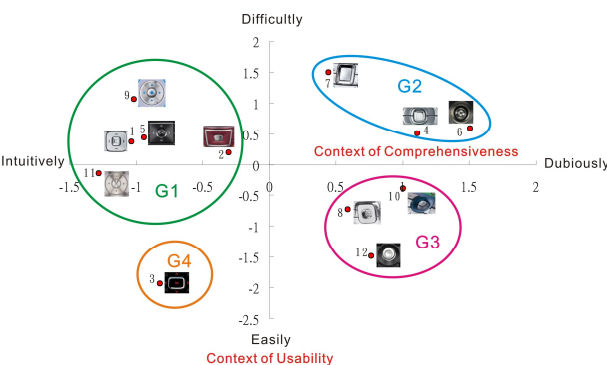 Difficultly
2
1.5
G2
7
9
1
1 5
0.5
4
6
2
Context of Comprehensiveness
Intuitively
0
Dubiously
11
-1.5
-1
-0.5
0
0.5
1
1.5
2
G1
10
-0.5
8
G3
-1
12
-1.5
G4
3
-2
-2.5
Easily
Context of Usability